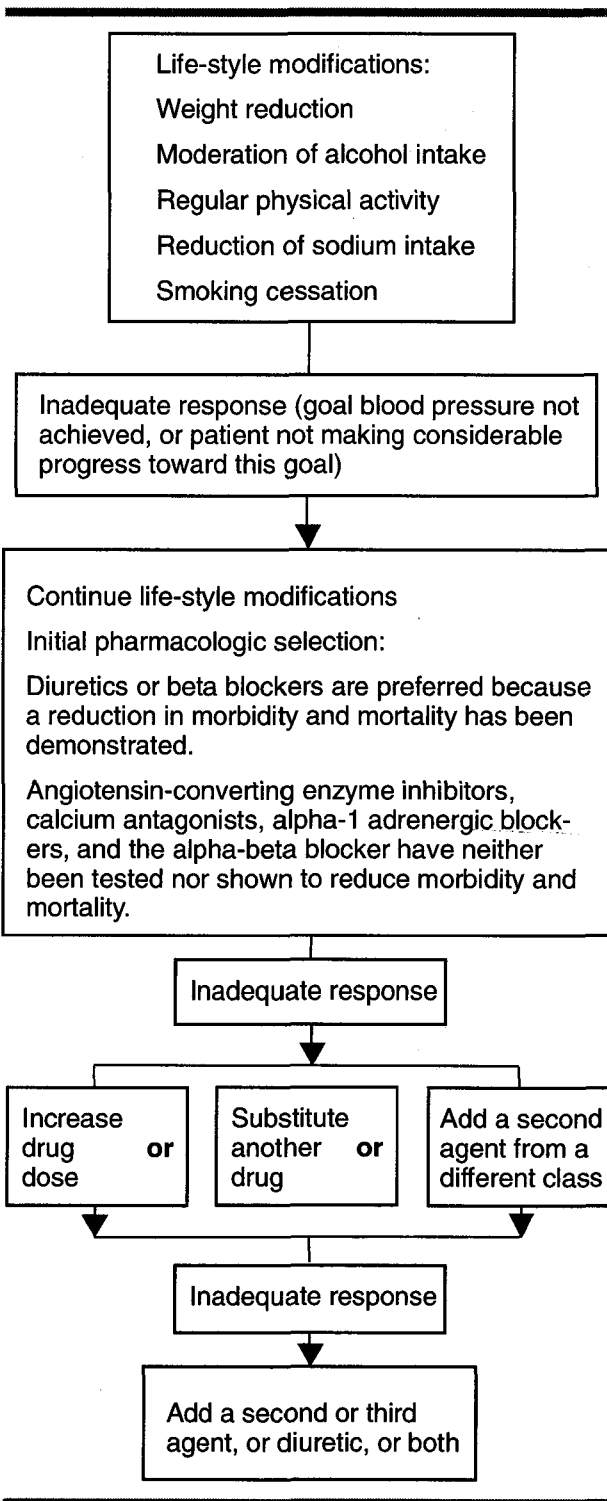 Life-style modifications:
Weight reduction
Moderation of alcohol intake
Regular physical activity
Reduction of sodium intake
Smoking cessation
Inadequate response (goal blood pressure not
achieved, or patient not making considerable
progress toward this goal)
Continue life-style modifications
Initial pharmacologic selection:
Diuretics or beta blockers are preferred because
a reduction in morbidity and mortality has been
demonstrated.
Angiotensin-converting enzyme inhibitors,
calcium antagonists, alpha-1 adrenergic block-
ers, and the alpha-beta blocker have neither
been tested nor shown to reduce morbidity and
mortality.
Inadequate response
Increase
drug or
dose
Substitute
another or
drug
Add a second
agent from a
different class
Inadequate response
Add a second or third
agent, or diuretic, or both